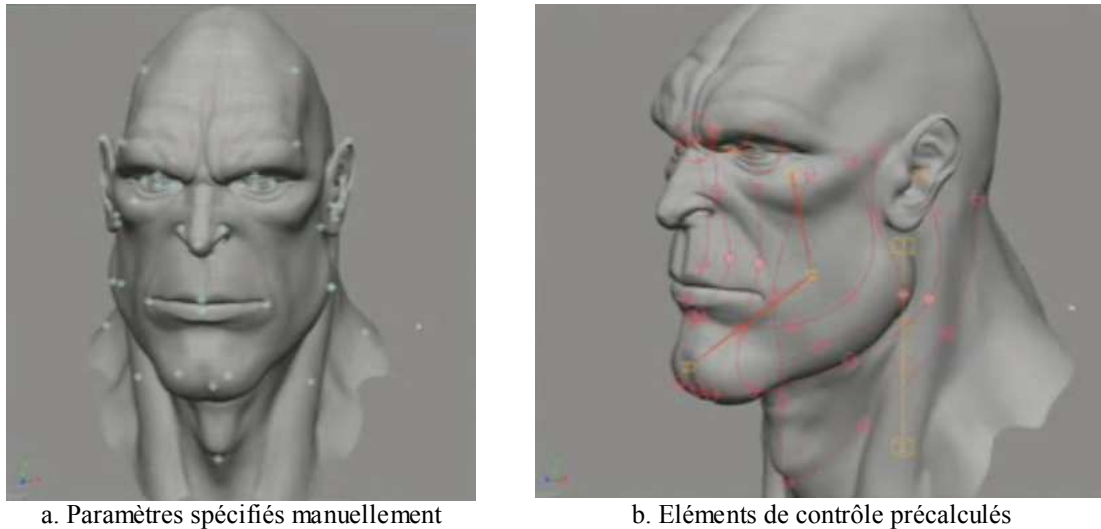 a. Paramètres spécifiés manuellement
b. Eléments de contrôle précalculés